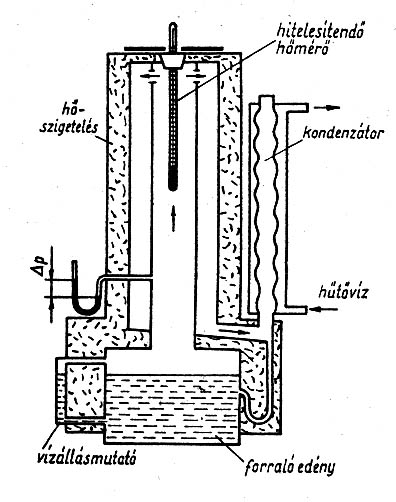 hitelesítendő
hőmérő
hő-
szigetelés
kondenzátor
Δp
hűtővíz
vízállásmutató
forraló edény